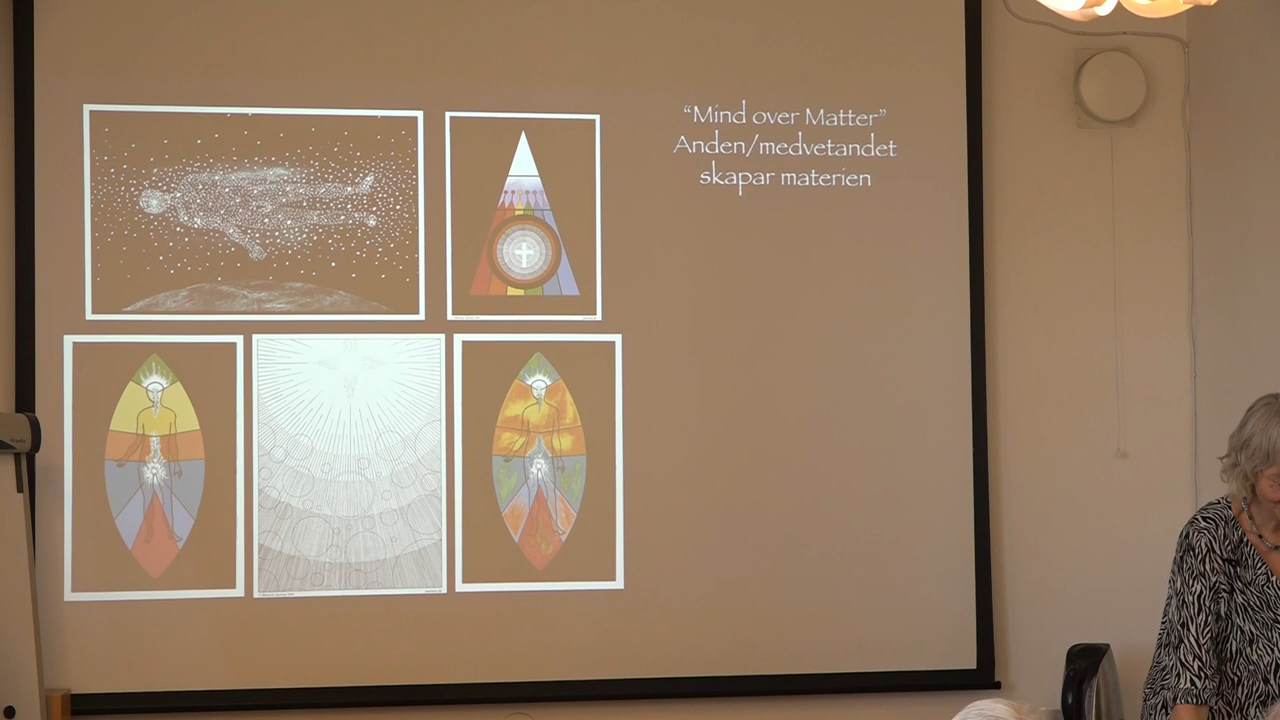 “Mind over Matter”
Anden/medvetandet
skapar materien